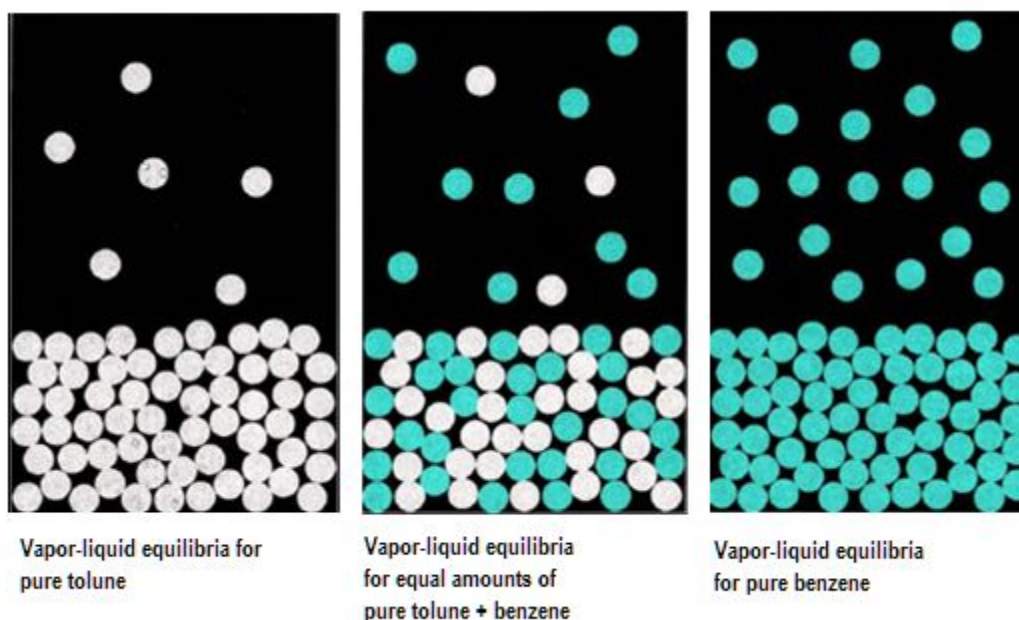 Vapor-liquid equilibria for
pure tolune
Vapor-liquid equilibria
for equal amounts of
pure tolune + benzene
Vapor-liquid equilibria
for pure benzene